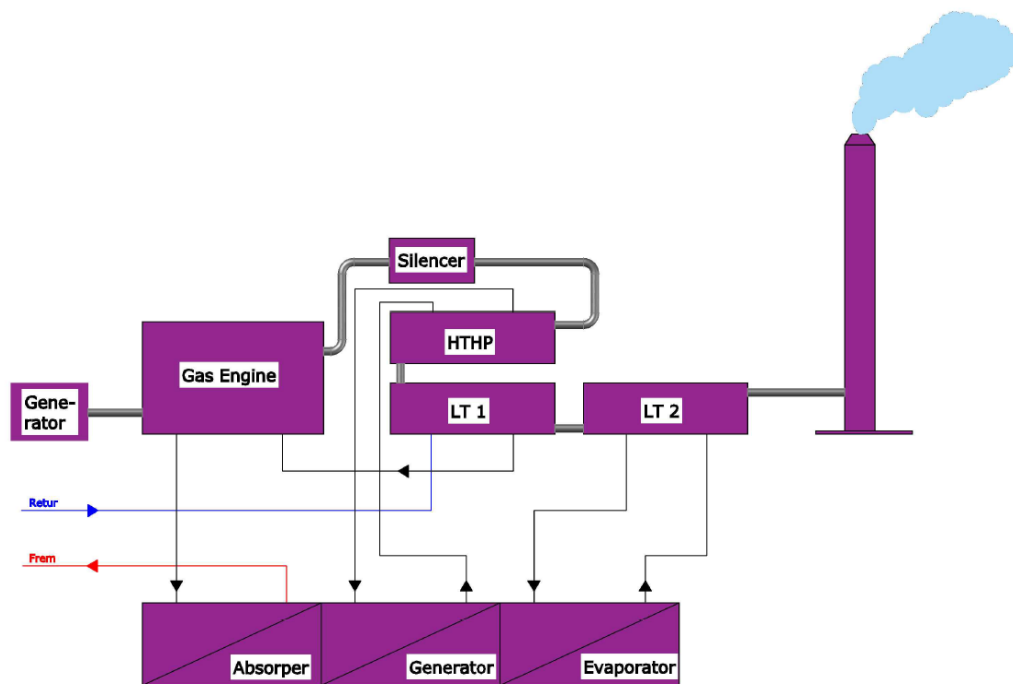 Silencer
HTHP
Gas Engine
Gene-
rator
LT 1
LT 2
Retur
Frem
Absorper
Generator
Evaporator